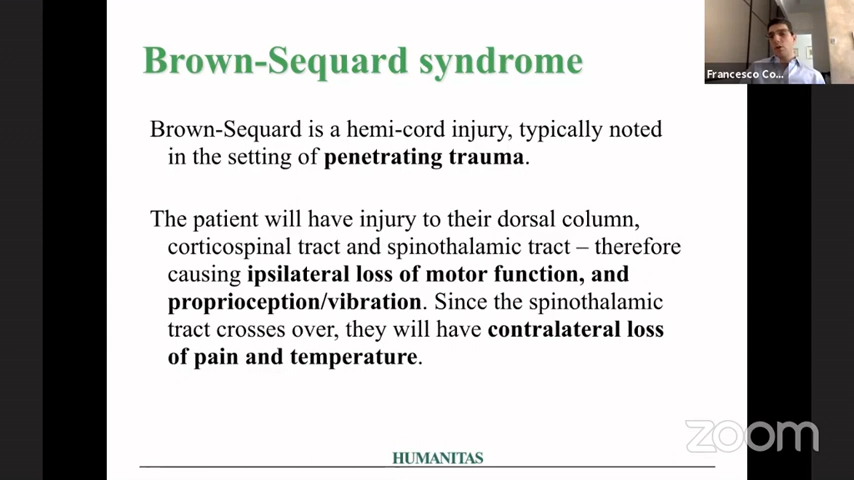 Brown-Sequard syndrome
Francesco Co...
Brown-Sequard is a hemi-cord injury, typically noted
in the setting of penetrating trauma.
The patient will have injury to their dorsal column,
corticospinal tract and spinothalamic tract – therefore
causing ipsilateral loss of motor function, and
proprioception/vibration. Since the spinothalamic
tract crosses over, they will have contralateral loss
of pain and temperature.
zoom
HUMANITAS